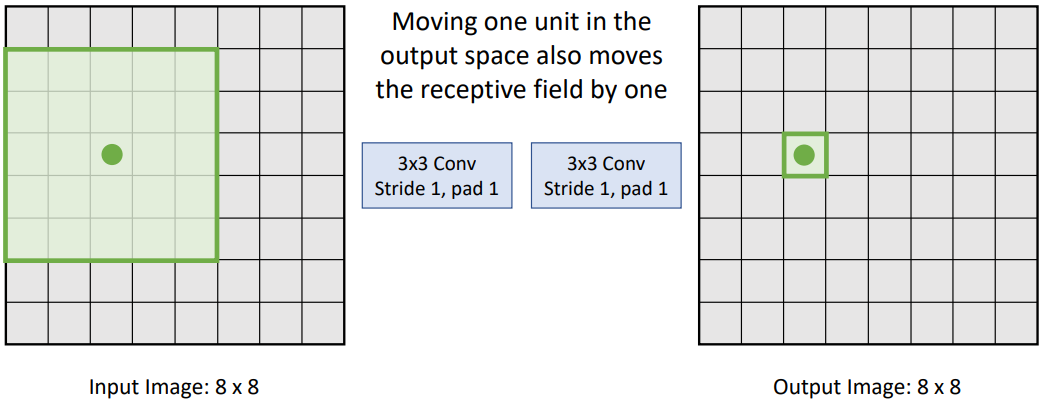 Moving one unit in the
output space also moves
the receptive field by one
3x3 Conv
Stride 1, pad 1
3x3 Conv
Stride 1, pad 1
Input Image: 8 x 8
Output Image: 8 x 8